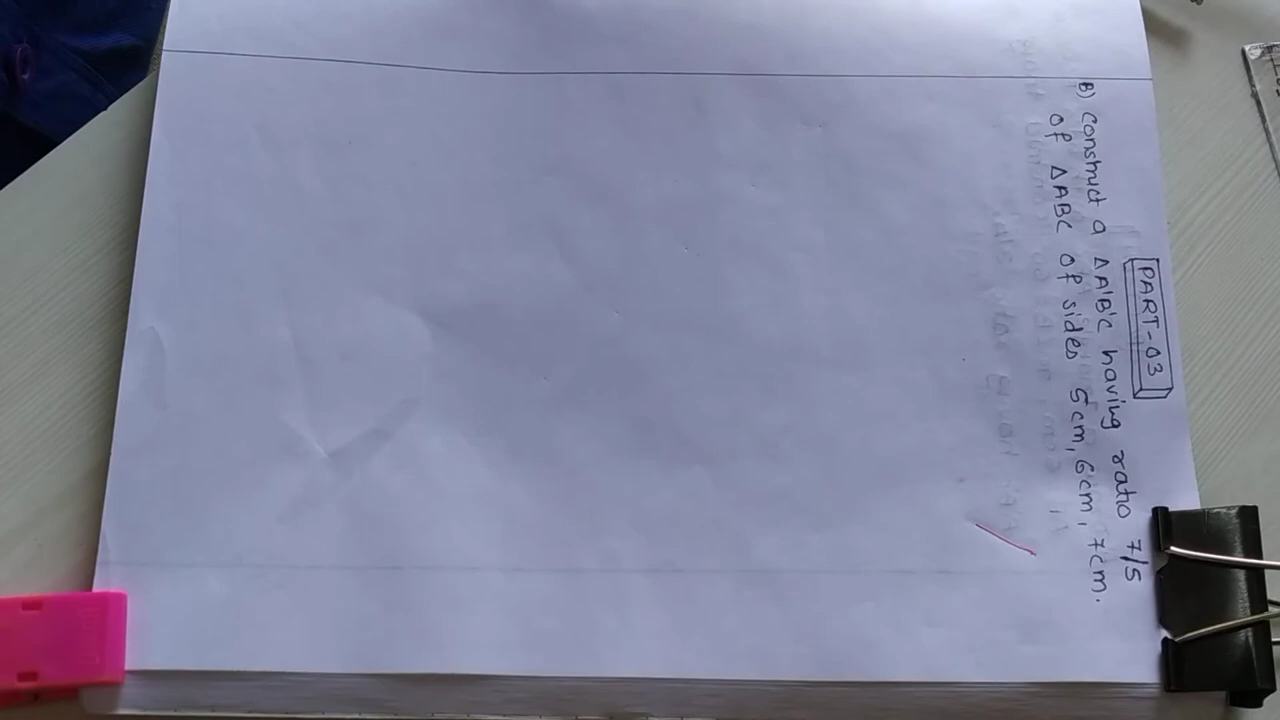 PART-03
B) Construct a ΔA'B'C' having ratio 7/5
of ΔABC of sides 5cm, 6cm, 7cm.